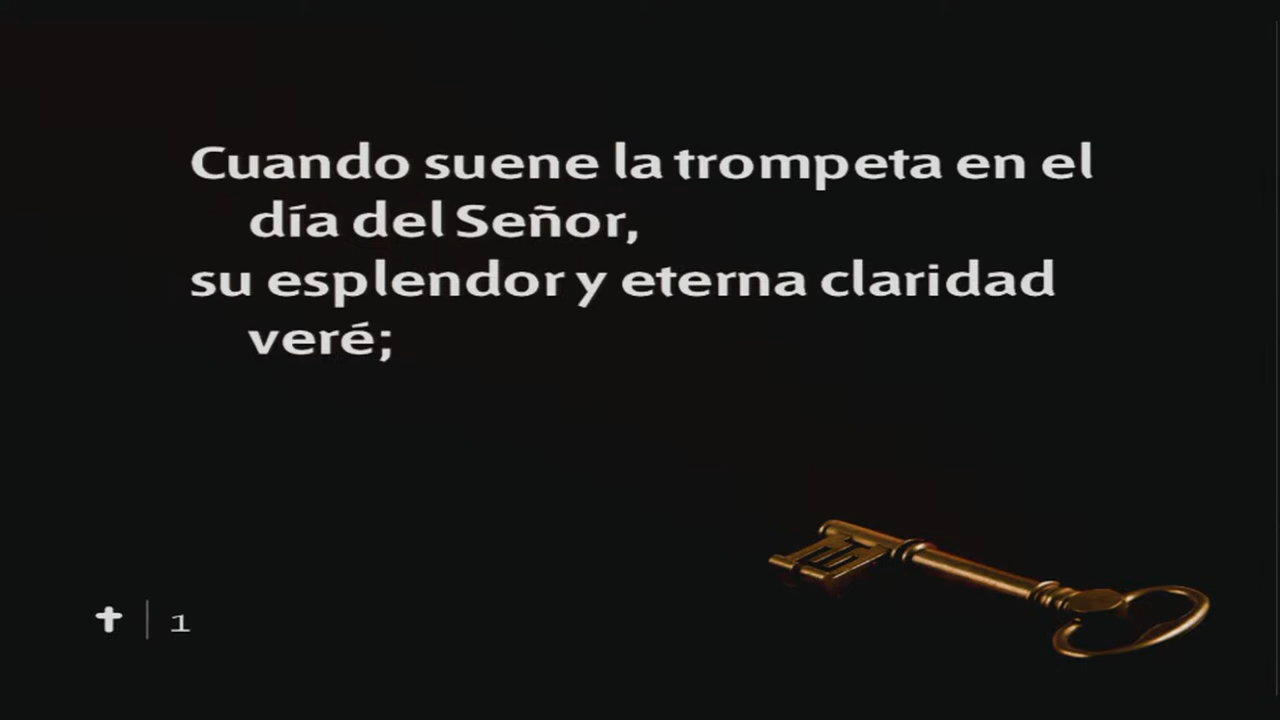 Cuando suene la trompeta en el
día del Señor,
su esplendor y eterna claridad
veré;
1